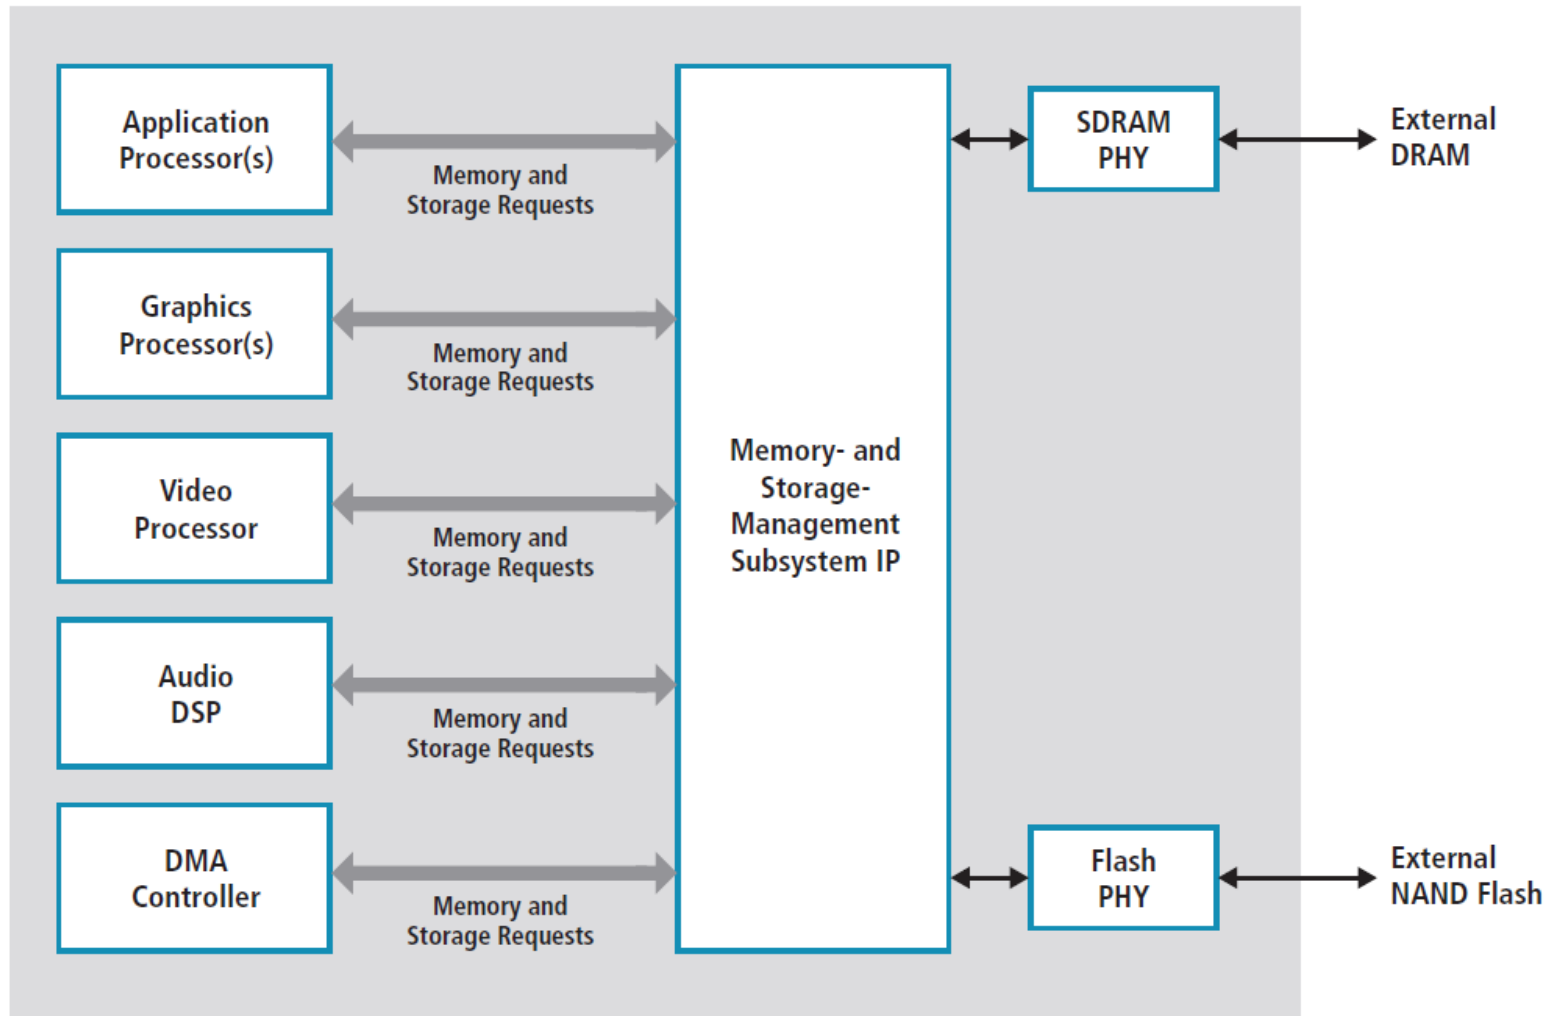 Application
Processor(s)
Memory and
Storage Requests
Graphics
Processor(s)
Memory and
Storage Requests
Video
Processor
Memory and
Storage Requests
Audio
DSP
Memory and
Storage Requests
DMA
Controller
Memory and
Storage Requests
Memory- and
Storage-
Management
Subsystem IP
SDRAM
PHY
External
DRAM
Flash
PHY
External
NAND Flash